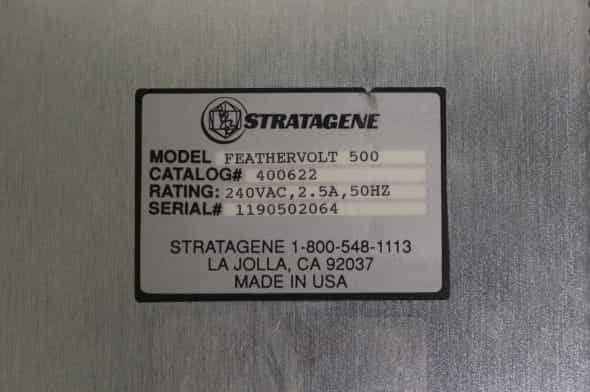 STRATAGENE
MODEL FEATHERVOLT 500
CATALOG# 400622
RATING: 240VAC,2.5A,50HZ
SERIAL# 1190502064
STRATAGENE 1-800-548-1113
LA JOLLA, CA 92037
MADE IN USA